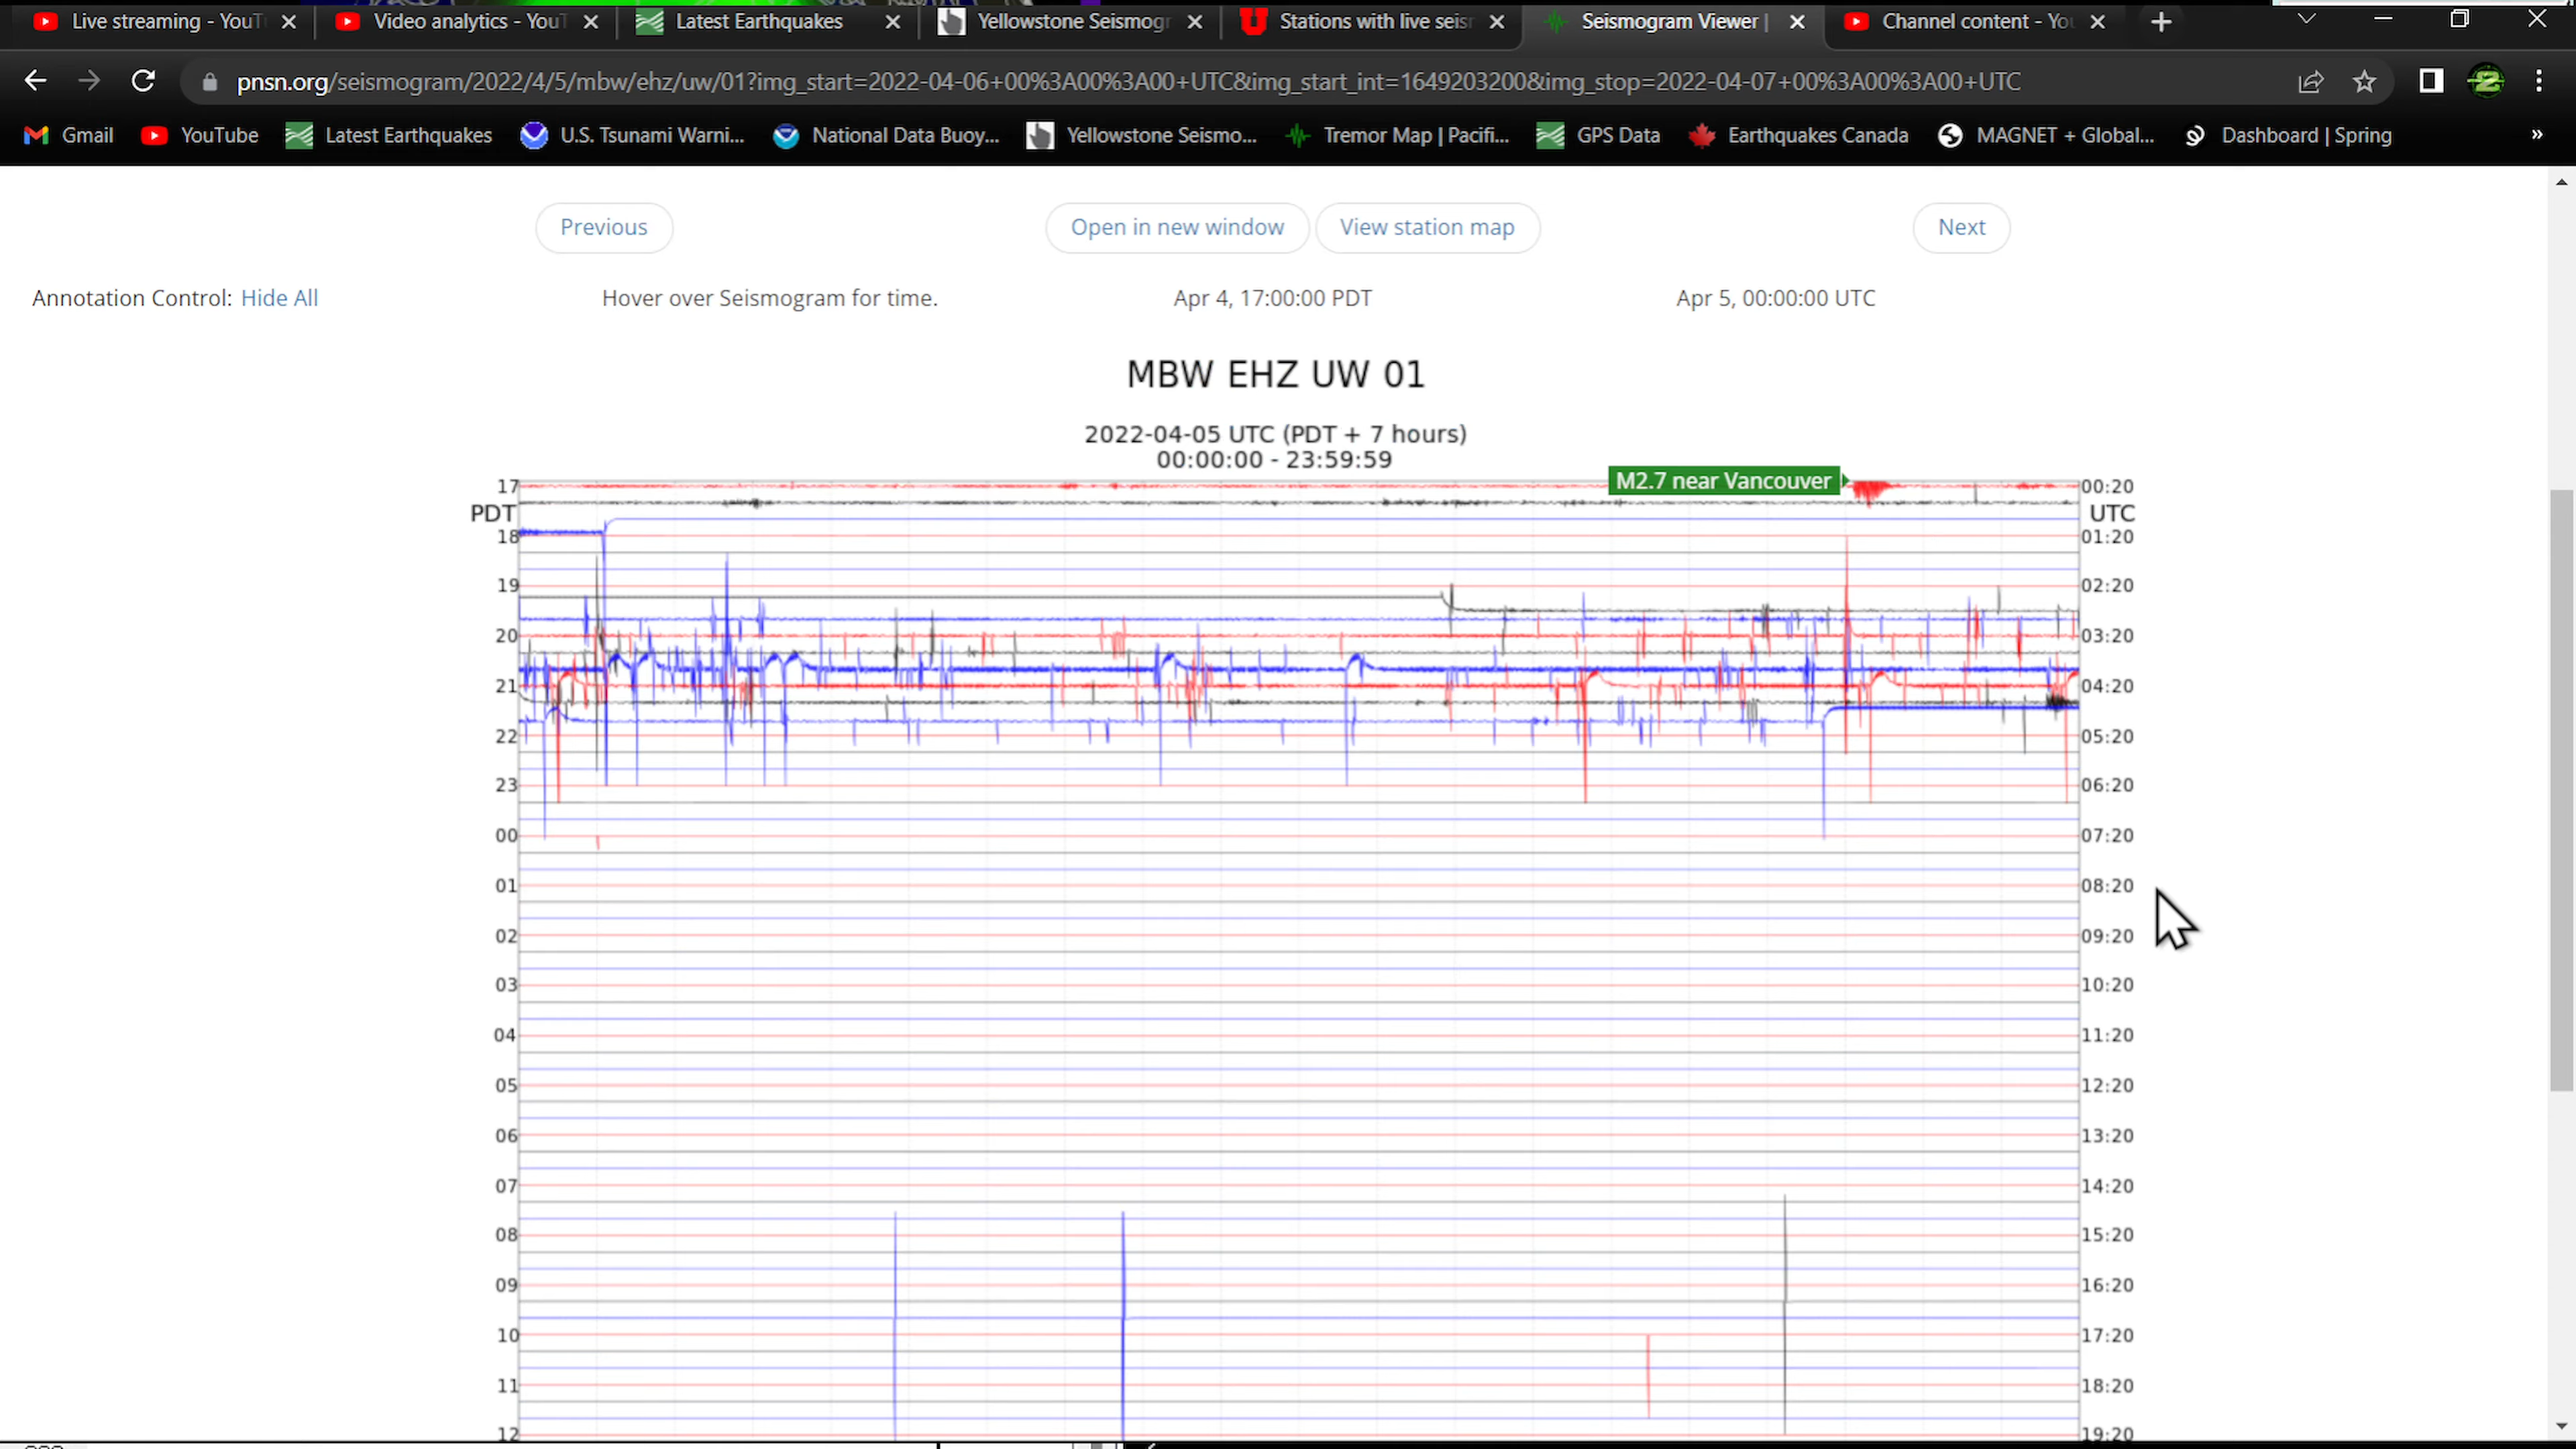 Live streaming - YouT
Video analytics - YouT
Latest Earthquakes
Yellowstone Seismogr
Stations with live seisr
Seismogram Viewer |
Channel content - You
pnsn.org/seismogram/2022/4/5/mbw/ehz/uw/01?img_start=2022-04-06+00%3A00%3A00+UTC&img_start_int=1649203200&img_stop=2022-04-07+00%3A00%3A00+UTC
Gmail
YouTube
Latest Earthquakes
U.S. Tsunami Warni...
National Data Buoy...
Yellowstone Seismo...
Tremor Map | Pacifi...
GPS Data
Earthquakes Canada
MAGNET + Global...
Dashboard | Spring
»
Previous
Open in new window
View station map
Next
Annotation Control: Hide All
Hover over Seismogram for time.
Apr 4, 17:00:00 PDT
Apr 5, 00:00:00 UTC
MBW EHZ UW 01
2022-04-05 UTC (PDT + 7 hours)
00:00:00 - 23:59:59
M2.7 near Vancouver
17 00:20
PDT UTC
18 01:20
19 02:20
20 03:20
21 04:20
22 05:20
23 06:20
00 07:20
01 08:20
02 09:20
03 10:20
04 11:20
05 12:20
06 13:20
07 14:20
08 15:20
09 16:20
10 17:20
11 18:20
12 19:20